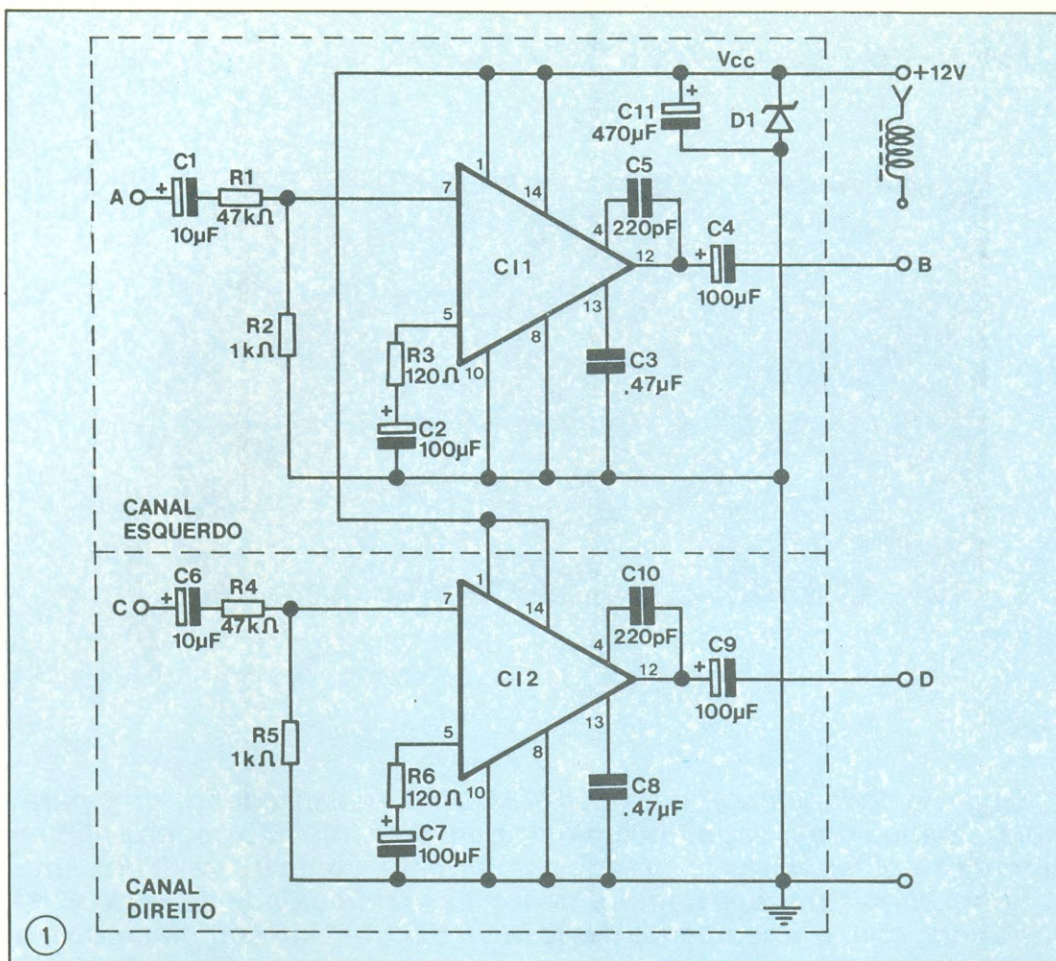 Vcc
+12V
C11
470µF
D1
C1
R1
A
47kΩ
10µF
1
14
7
C5
4
220pF
C4
12
B
CI1
100µF
13
R2
1kΩ
5
8
R3
120Ω
10
C3
.47µF
C2
100µF
CANAL
ESQUERDO
C6
R4
C
47kΩ
10µF
1
14
7
C10
4
220pF
C9
12
D
CI2
100µF
13
R5
1kΩ
5
8
R6
120Ω
10
C8
.47µF
C7
100µF
CANAL
DIREITO
1